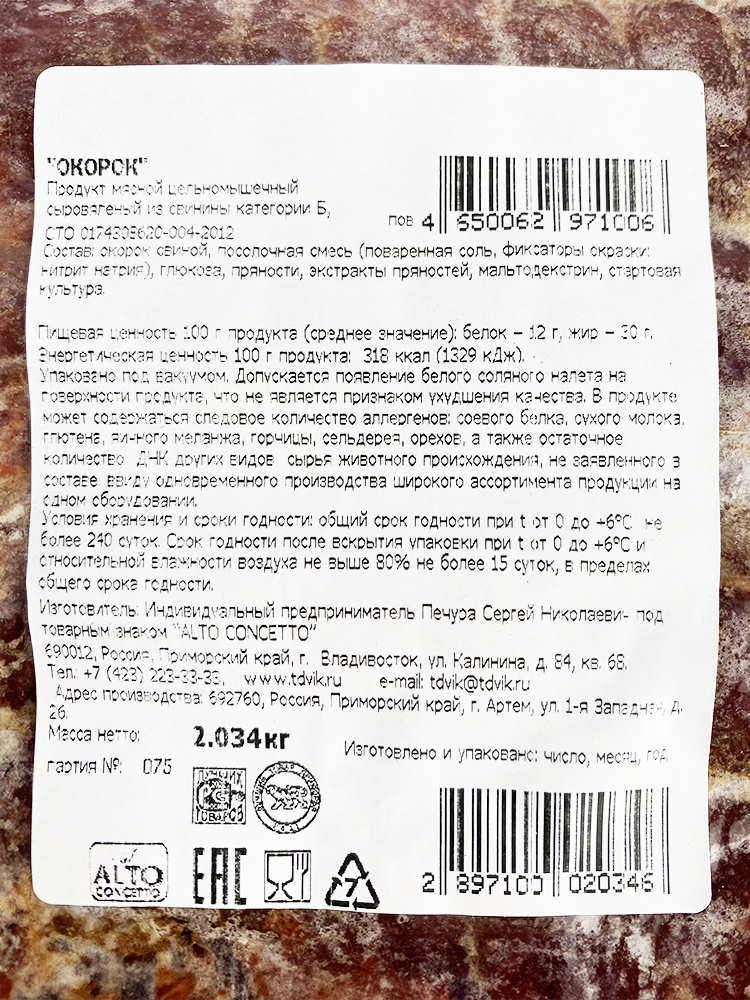 "ОКОРОК"
Продукт мясной цельномышечный
сыровяленый из свинины категории Б,
СТО 0174308620-004-2012
пов 4 650062 971006
Состав: окорок свиной, посолочная смесь (поваренная соль, фиксаторы окраски:
нитрит натрия), глюкоза, пряности, экстракты пряностей, мальтодекстрин, стартовая
культура.
Пищевая ценность 100 г продукта (среднее значение): белок – 12 г, жир – 30 г.
Энергетическая ценность 100 г продукта: 318 ккал (1329 кДж).
Упаковано под вакуумом. Допускается появление белого соляного налета на
поверхности продукта, что не является признаком ухудшения качества. В продукте
может содержаться следовое количество аллергенов: соевого белка, сухого молока,
глютена, яичного меланжа, горчицы, сельдерея, орехов, а также остаточное
количество ДНК других видов сырья животного происхождения, не заявленного в
составе ввиду одновременного производства широкого ассортимента продукции на
одном оборудовании.
Условия хранения и сроки годности: общий срок годности при t от 0 до +6°С не
более 240 суток. Срок годности после вскрытия упаковки при t от 0 до +6°С и
относительной влажности воздуха не выше 80% не более 15 суток, в пределах
общего срока годности.
Изготовитель: Индивидуальный предприниматель Печура Сергей Николаевич под
товарным знаком "ALTO CONCETTO"
690012, Россия, Приморский край, г. Владивосток, ул. Калинина, д. 84, кв. 68.
Тел. +7 (423) 223-33-33, www.tdvik.ru e-mail: tdvik@tdvik.ru
Адрес производства: 692760, Россия, Приморский край, г. Артем, ул. 1-я Западная, д.
26.
Масса нетто: 2.034кг
Изготовлено и упаковано: число, месяц, год
партия №: 075
ЛУЧШИХ
ТОВАРОВ
ALTO
CONCETTO
EAC
7
2 897100 020346